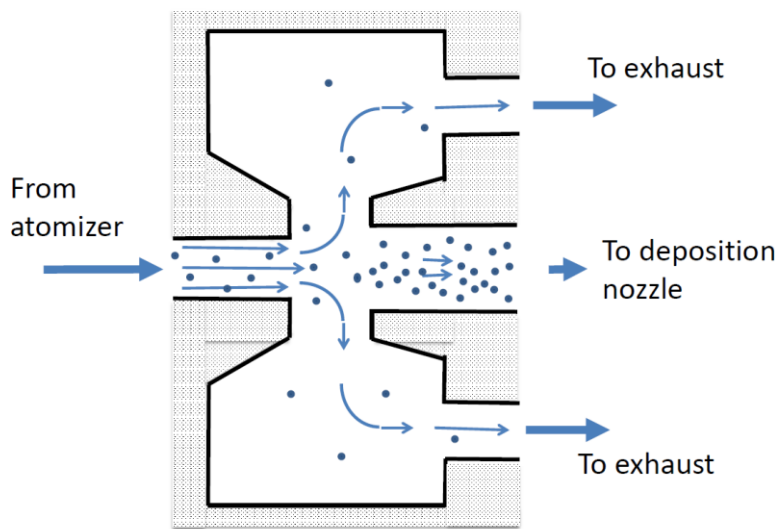 To exhaust
From
atomizer
To deposition
nozzle
To exhaust